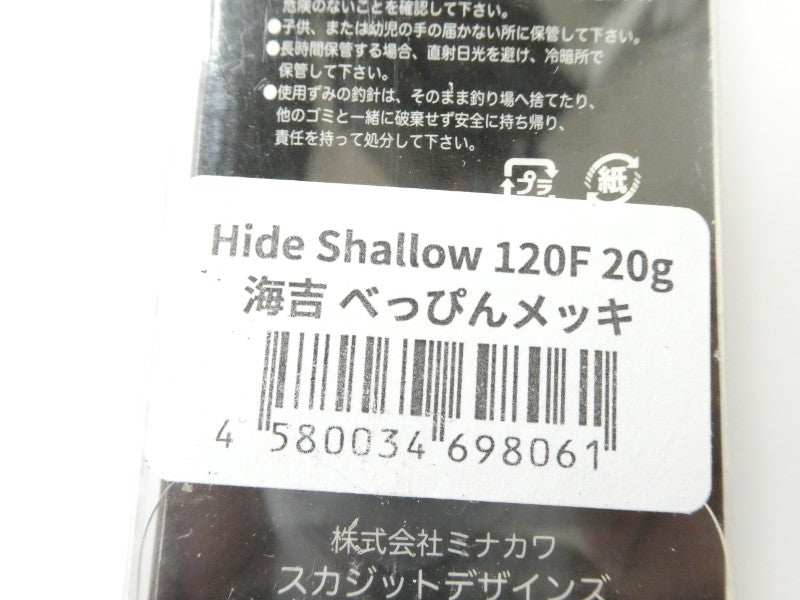 危険のないことを確認して下さい。
●子供、または幼児の手の届かない所に保管して下さい。
●長時間保管する場合、直射日光を避け、冷暗所で
保管して下さい。
●使用ずみの釣針は、そのまま釣り場へ捨てたり、
他のゴミと一緒に破棄せず安全に持ち帰り、
責任を持って処分して下さい。
プラ 紙
Hide Shallow 120F 20g
海吉 べっぴんメッキ
4 580034 698061
株式会社ミナカワ
スカジットデザインズ